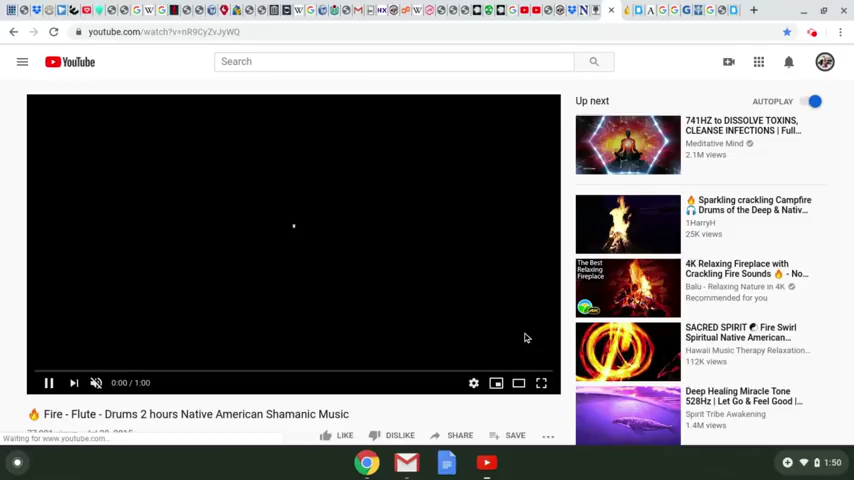 youtube.com/watch?v=nR9CyZvJyWQ
YouTube
Search
Up next
AUTOPLAY
741HZ to DISSOLVE TOXINS,
CLEANSE INFECTIONS | Full...
Meditative Mind
2.1M views
🔥 Sparkling crackling Campfire
🎧 Drums of the Deep & Nativ...
1HarryH
25K views
The Best
Relaxing
Fireplace
4K
4K Relaxing Fireplace with
Crackling Fire Sounds 🔥 - No...
Balu - Relaxing Nature in 4K
Recommended for you
SACRED SPIRIT ☯ Fire Swirl
Spiritual Native American...
Hawaii Music Therapy Relaxation...
112K views
Deep Healing Miracle Tone
528Hz | Let Go & Feel Good |...
Spirit Tribe Awakening
1.4M views
0:00 / 1:00
🔥 Fire - Flute - Drums 2 hours Native American Shamanic Music
LIKE
DISLIKE
SHARE
SAVE
Waiting for www.youtube.com...
1:50